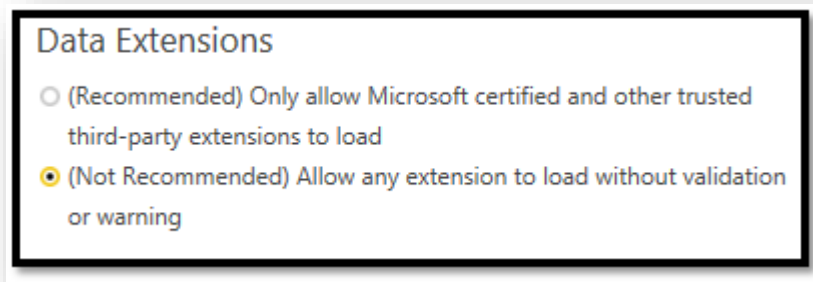 Data Extensions
(Recommended) Only allow Microsoft certified and other trusted
third-party extensions to load
(Not Recommended) Allow any extension to load without validation
or warning